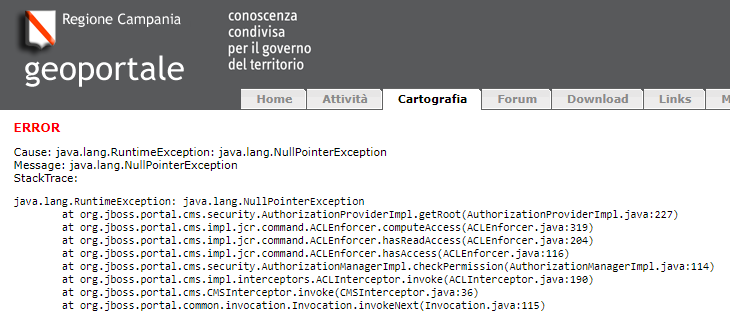 Regione Campania
geoportale
conoscenza
condivisa
per il governo
del territorio
Home Attività Cartografia Forum Download Links M
ERROR
Cause: java.lang.RuntimeException: java.lang.NullPointerException
Message: java.lang.NullPointerException
StackTrace:
java.lang.RuntimeException: java.lang.NullPointerException
at org.jboss.portal.cms.security.AuthorizationProviderImpl.getRoot(AuthorizationProviderImpl.java:227)
at org.jboss.portal.cms.impl.jcr.command.ACLEnforcer.computeAccess(ACLEnforcer.java:319)
at org.jboss.portal.cms.impl.jcr.command.ACLEnforcer.hasReadAccess(ACLEnforcer.java:204)
at org.jboss.portal.cms.impl.jcr.command.ACLEnforcer.hasAccess(ACLEnforcer.java:116)
at org.jboss.portal.cms.security.AuthorizationManagerImpl.checkPermission(AuthorizationManagerImpl.java:114)
at org.jboss.portal.cms.impl.interceptors.ACLInterceptor.invoke(ACLInterceptor.java:190)
at org.jboss.portal.cms.CMSInterceptor.invoke(CMSInterceptor.java:36)
at org.jboss.portal.common.invocation.Invocation.invokeNext(Invocation.java:115)